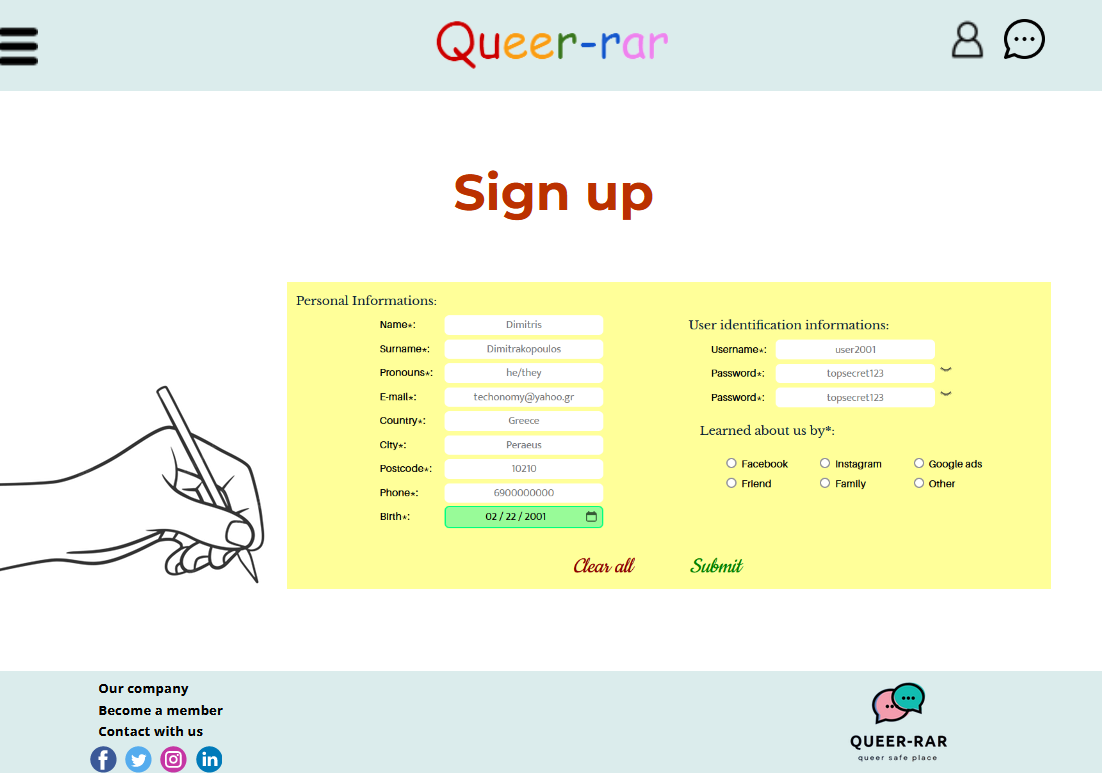 Queer-rar
Sign up
Personal Informations:
Name*: Dimitris
Surname*: Dimitrakopoulos
Pronouns*: he/they
E-mail*: techonomy@yahoo.gr
Country*: Greece
City*: Peraeus
Postcode*: 10210
Phone*: 6900000000
Birth*: 02 / 22 / 2001
User identification informations:
Username*: user2001
Password*: topsecret123
Password*: topsecret123
Learned about us by*:
Facebook Instagram Google ads
Friend Family Other
Clear all Submit
Our company
Become a member
Contact with us
QUEER-RAR
queer safe place